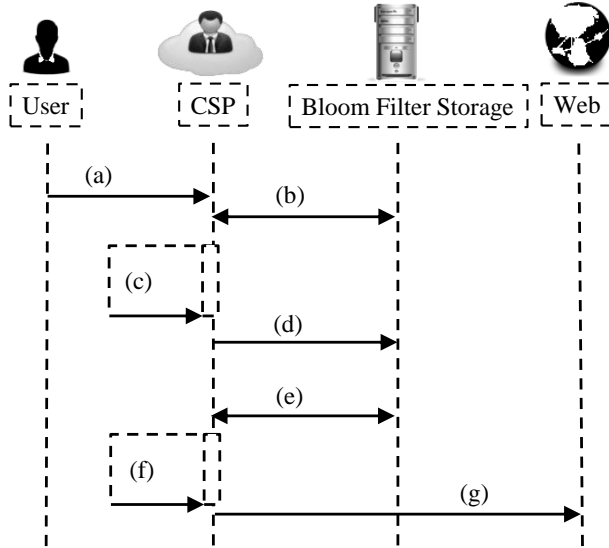 User
CSP
Bloom Filter Storage
Web
(a)
(b)
(c)
(d)
(e)
(f)
(g)